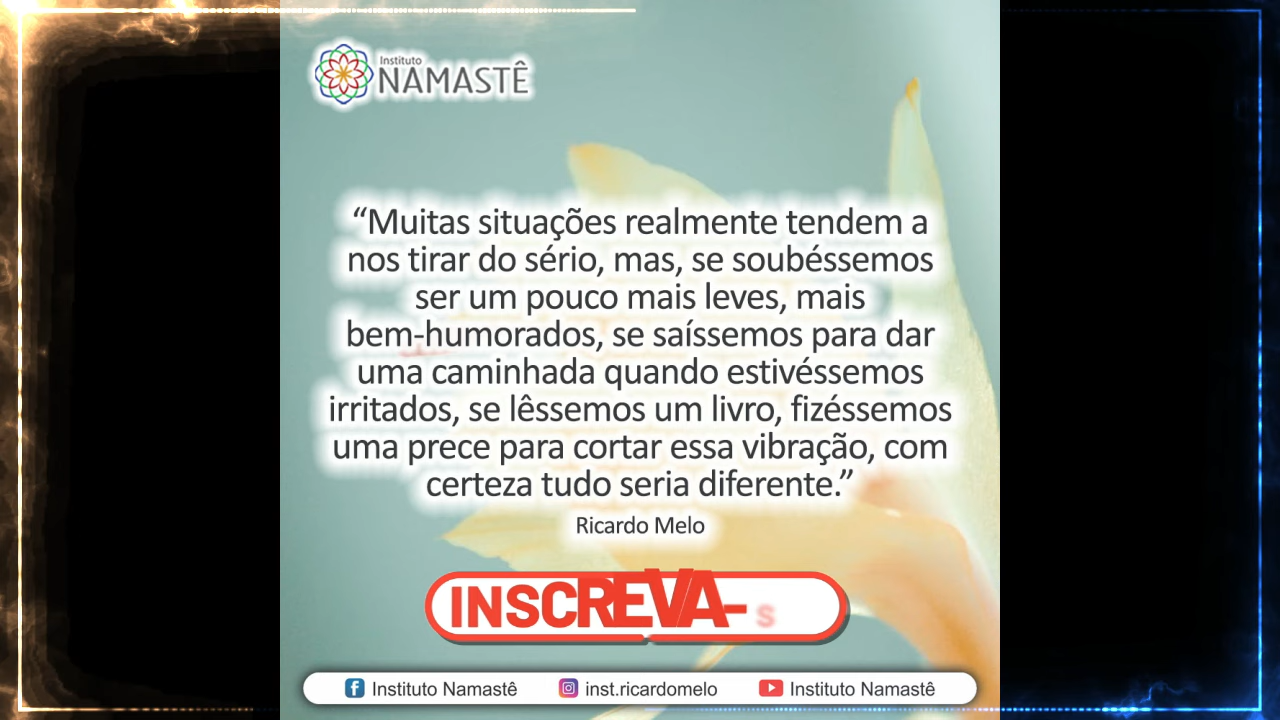 Instituto
NAMASTÊ
“Muitas situações realmente tendem a
nos tirar do sério, mas, se soubéssemos
ser um pouco mais leves, mais
bem-humorados, se saíssemos para dar
uma caminhada quando estivéssemos
irritados, se lêssemos um livro, fizéssemos
uma prece para cortar essa vibração, com
certeza tudo seria diferente.”
Ricardo Melo
INSCREVA-s
Instituto Namastê inst.ricardomelo Instituto Namastê